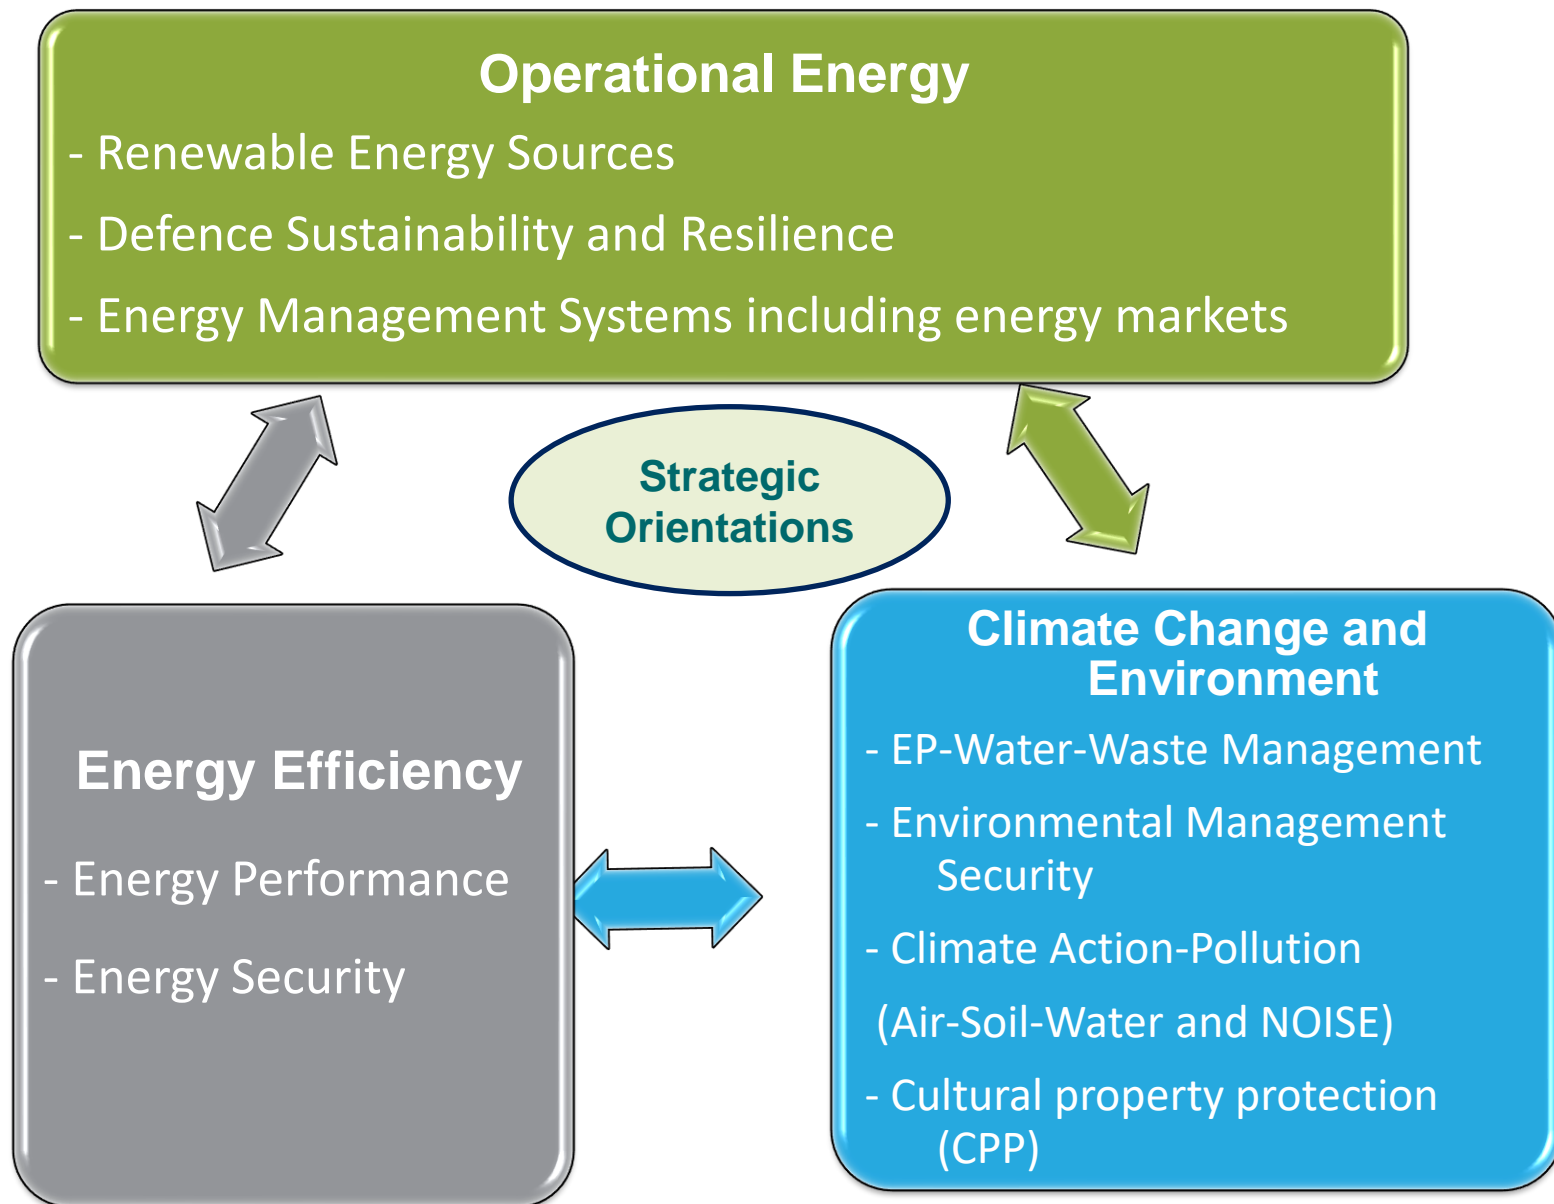 Operational Energy
- Renewable Energy Sources
- Defence Sustainability and Resilience
- Energy Management Systems including energy markets
Strategic
Orientations
Energy Efficiency
- Energy Performance
- Energy Security
Climate Change and
Environment
- EP-Water-Waste Management
- Environmental Management
Security
- Climate Action-Pollution
(Air-Soil-Water and NOISE)
- Cultural property protection
(CPP)